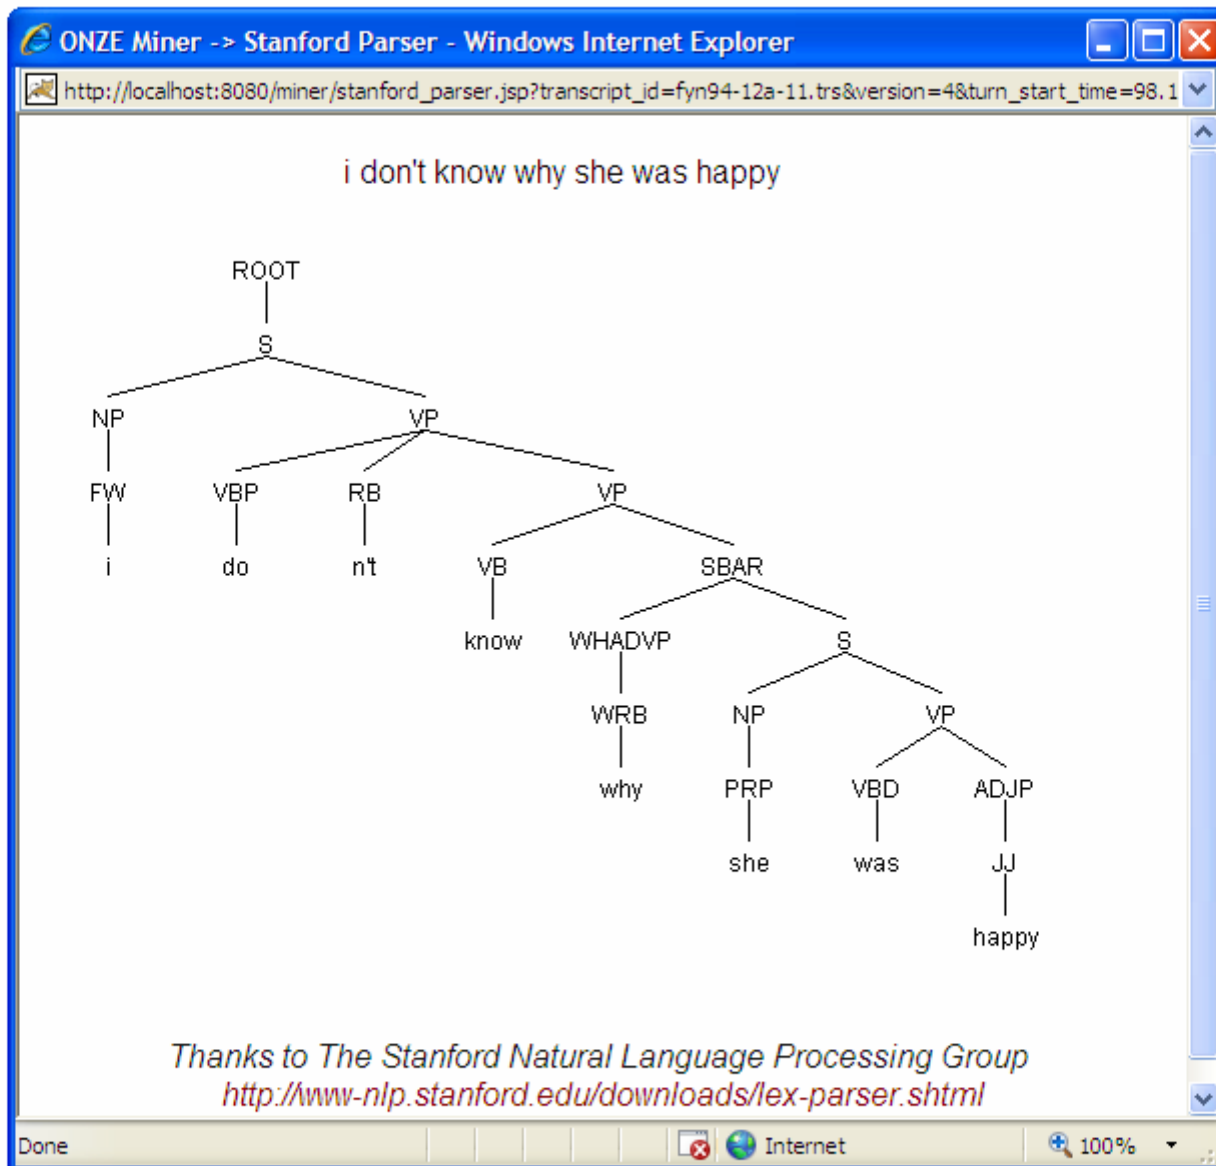 ONZE Miner -> Stanford Parser - Windows Internet Explorer
http://localhost:8080/miner/stanford_parser.jsp?transcript_id=fyn94-12a-11.trs&version=4&turn_start_time=98.1
i don't know why she was happy
ROOT
S
NP VP
FW VBP RB VP
i do n't VB SBAR
know WHADVP S
WRB NP VP
why PRP VBD ADJP
she was JJ
happy
Thanks to The Stanford Natural Language Processing Group
http://www-nlp.stanford.edu/downloads/lex-parser.shtml
Done Internet 100%